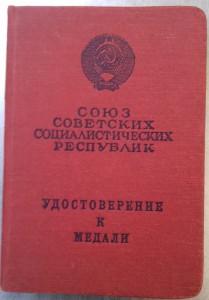 СОЮЗ
СОВЕТСКИХ
СОЦИАЛИСТИЧЕСКИХ
РЕСПУБЛИК
УДОСТОВЕРЕНИЕ
К
МЕДАЛИ